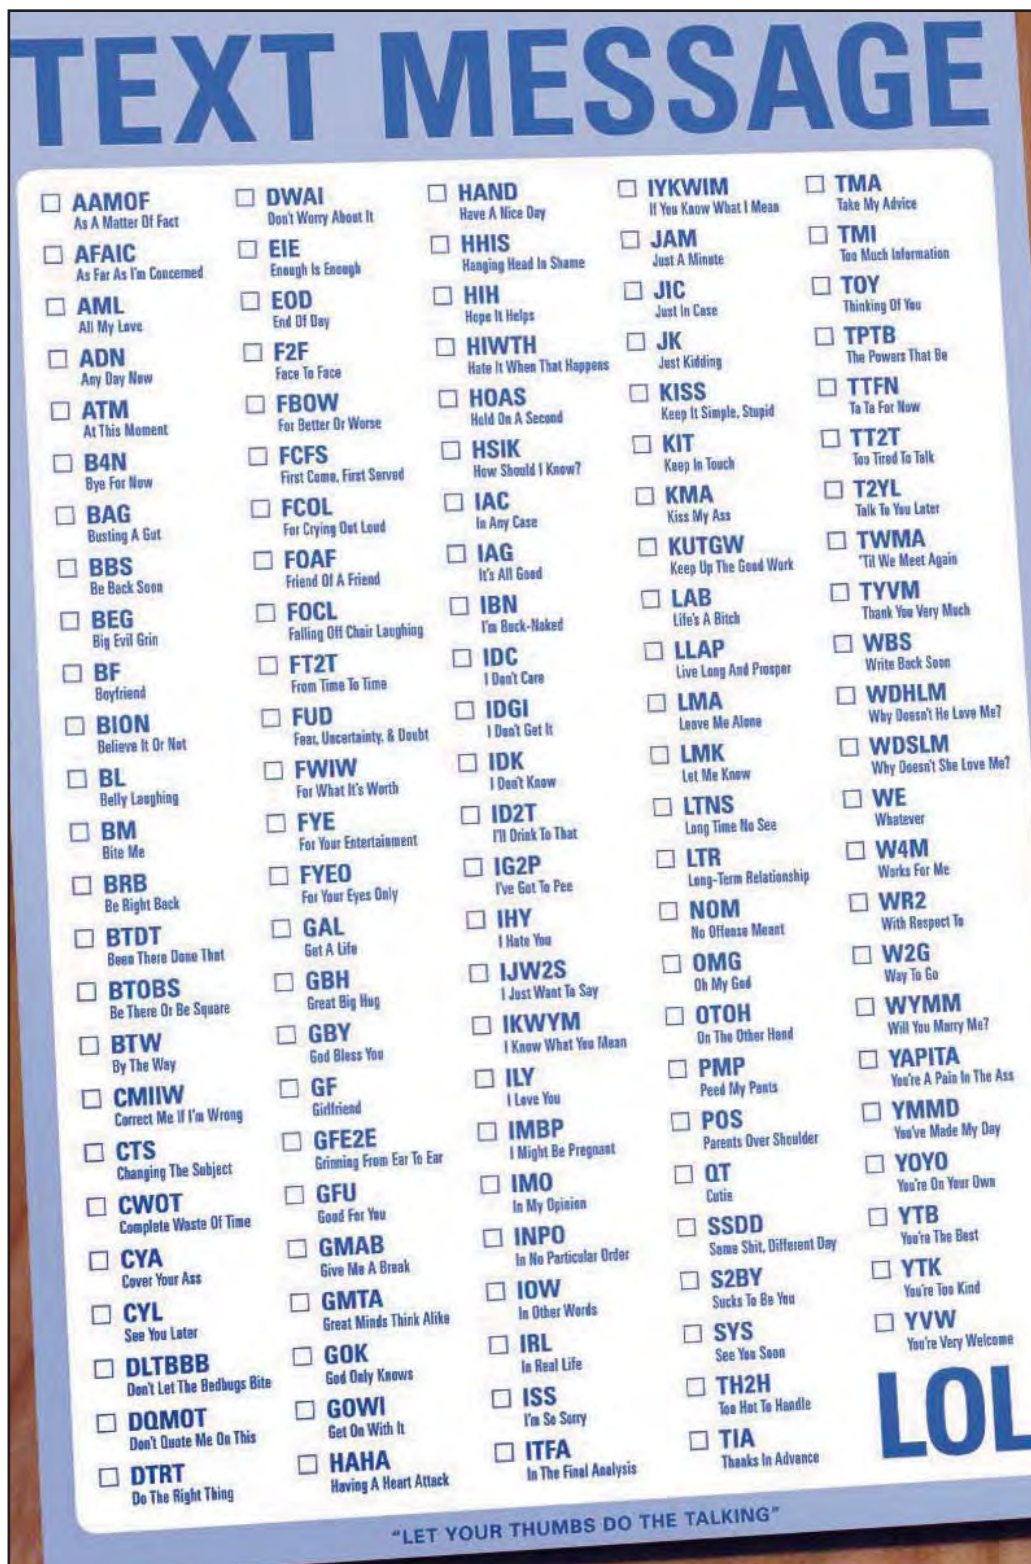 TEXT MESSAGE
☐ AAMOF
As A Matter Of Fact
☐ AFAIC
As Far As I'm Concerned
☐ AML
All My Love
☐ ADN
Any Day Now
☐ ATM
At This Moment
☐ B4N
Bye For Now
☐ BAG
Busting A Gut
☐ BBS
Be Back Soon
☐ BEG
Big Evil Grin
☐ BF
Boyfriend
☐ BION
Believe It Or Not
☐ BL
Belly Laughing
☐ BM
Bite Me
☐ BRB
Be Right Back
☐ BTDT
Been There Done That
☐ BTOBS
Be There Or Be Square
☐ BTW
By The Way
☐ CMIIW
Correct Me If I'm Wrong
☐ CTS
Changing The Subject
☐ CWOT
Complete Waste Of Time
☐ CYA
Cover Your Ass
☐ CYL
See You Later
☐ DLTBBB
Don't Let The Bedbugs Bite
☐ DQMOT
Don't Quote Me On This
☐ DTRT
Do The Right Thing
☐ DWAI
Don't Worry About It
☐ EIE
Enough Is Enough
☐ EOD
End Of Day
☐ F2F
Face To Face
☐ FBOW
For Better Or Worse
☐ FCFS
First Come, First Served
☐ FCOL
For Crying Out Loud
☐ FOAF
Friend Of A Friend
☐ FOCL
Falling Off Chair Laughing
☐ FT2T
From Time To Time
☐ FUD
Fear, Uncertainty, & Doubt
☐ FWIW
For What It's Worth
☐ FYE
For Your Entertainment
☐ FYEO
For Your Eyes Only
☐ GAL
Get A Life
☐ GBH
Great Big Hug
☐ GBY
God Bless You
☐ GF
Girlfriend
☐ GFE2E
Grinning From Ear To Ear
☐ GFU
Good For You
☐ GMAB
Give Me A Break
☐ GMTA
Great Minds Think Alike
☐ GOK
God Only Knows
☐ GOWI
Get On With It
☐ HAHA
Having A Heart Attack
☐ HAND
Have A Nice Day
☐ HHIS
Hanging Head In Shame
☐ HIH
Hope It Helps
☐ HIWTH
Hate It When That Happens
☐ HOAS
Hold On A Second
☐ HSIK
How Should I Know?
☐ IAC
In Any Case
☐ IAG
It's All Good
☐ IBN
I'm Buck-Naked
☐ IDC
I Don't Care
☐ IDGI
I Don't Get It
☐ IDK
I Don't Know
☐ ID2T
I'll Drink To That
☐ IG2P
I've Got To Pee
☐ IHY
I Hate You
☐ IJW2S
I Just Want To Say
☐ IKWYM
I Know What You Mean
☐ ILY
I Love You
☐ IMBP
I Might Be Pregnant
☐ IMO
In My Opinion
☐ INPO
In No Particular Order
☐ IOW
In Other Words
☐ IRL
In Real Life
☐ ISS
I'm So Sorry
☐ ITFA
In The Final Analysis
☐ IYKWIM
If You Know What I Mean
☐ JAM
Just A Minute
☐ JIC
Just In Case
☐ JK
Just Kidding
☐ KISS
Keep It Simple, Stupid
☐ KIT
Keep In Touch
☐ KMA
Kiss My Ass
☐ KUTGW
Keep Up The Good Work
☐ LAB
Life's A Bitch
☐ LLAP
Live Long And Prosper
☐ LMA
Leave Me Alone
☐ LMK
Let Me Know
☐ LTNS
Long Time No See
☐ LTR
Long-Term Relationship
☐ NOM
No Offense Meant
☐ OMG
Oh My God
☐ OTOH
On The Other Hand
☐ PMP
Peed My Pants
☐ POS
Parents Over Shoulder
☐ QT
Cutie
☐ SSDD
Same Shit, Different Day
☐ S2BY
Sucks To Be You
☐ SYS
See You Soon
☐ TH2H
Too Hot To Handle
☐ TIA
Thanks In Advance
☐ TMA
Take My Advice
☐ TMI
Too Much Information
☐ TOY
Thinking Of You
☐ TPTB
The Powers That Be
☐ TTFN
Ta Ta For Now
☐ TT2T
Too Tired To Talk
☐ T2YL
Talk To You Later
☐ TWMA
'Til We Meet Again
☐ TYVM
Thank You Very Much
☐ WBS
Write Back Soon
☐ WDHLM
Why Doesn't He Love Me?
☐ WDSLM
Why Doesn't She Love Me?
☐ WE
Whatever
☐ W4M
Works For Me
☐ WR2
With Respect To
☐ W2G
Way To Go
☐ WYMM
Will You Marry Me?
☐ YAPITA
You're A Pain In The Ass
☐ YMMD
You've Made My Day
☐ YOYO
You're On Your Own
☐ YTB
You're The Best
☐ YTK
You're Too Kind
☐ YVW
You're Very Welcome
LOL
"LET YOUR THUMBS DO THE TALKING"